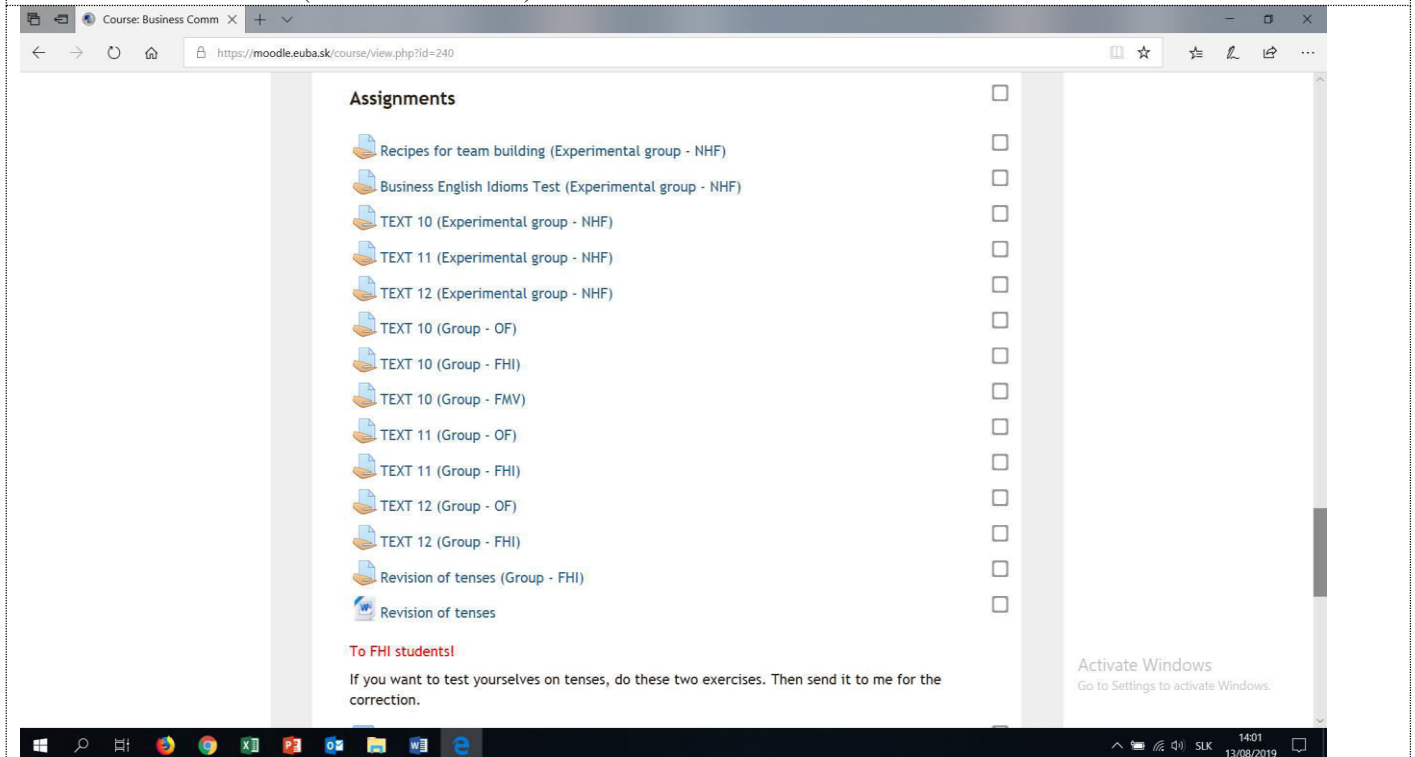 Course: Business Comm
https://moodle.euba.sk/course/view.php?id=240
Assignments
Recipes for team building (Experimental group - NHF)
Business English Idioms Test (Experimental group - NHF)
TEXT 10 (Experimental group - NHF)
TEXT 11 (Experimental group - NHF)
TEXT 12 (Experimental group - NHF)
TEXT 10 (Group - OF)
TEXT 10 (Group - FHI)
TEXT 10 (Group - FMV)
TEXT 11 (Group - OF)
TEXT 11 (Group - FHI)
TEXT 12 (Group - OF)
TEXT 12 (Group - FHI)
Revision of tenses (Group - FHI)
Revision of tenses
To FHI students!
If you want to test yourselves on tenses, do these two exercises. Then send it to me for the
correction.
Activate Windows
Go to Settings to activate Windows.
SLK
14:01
13/08/2019